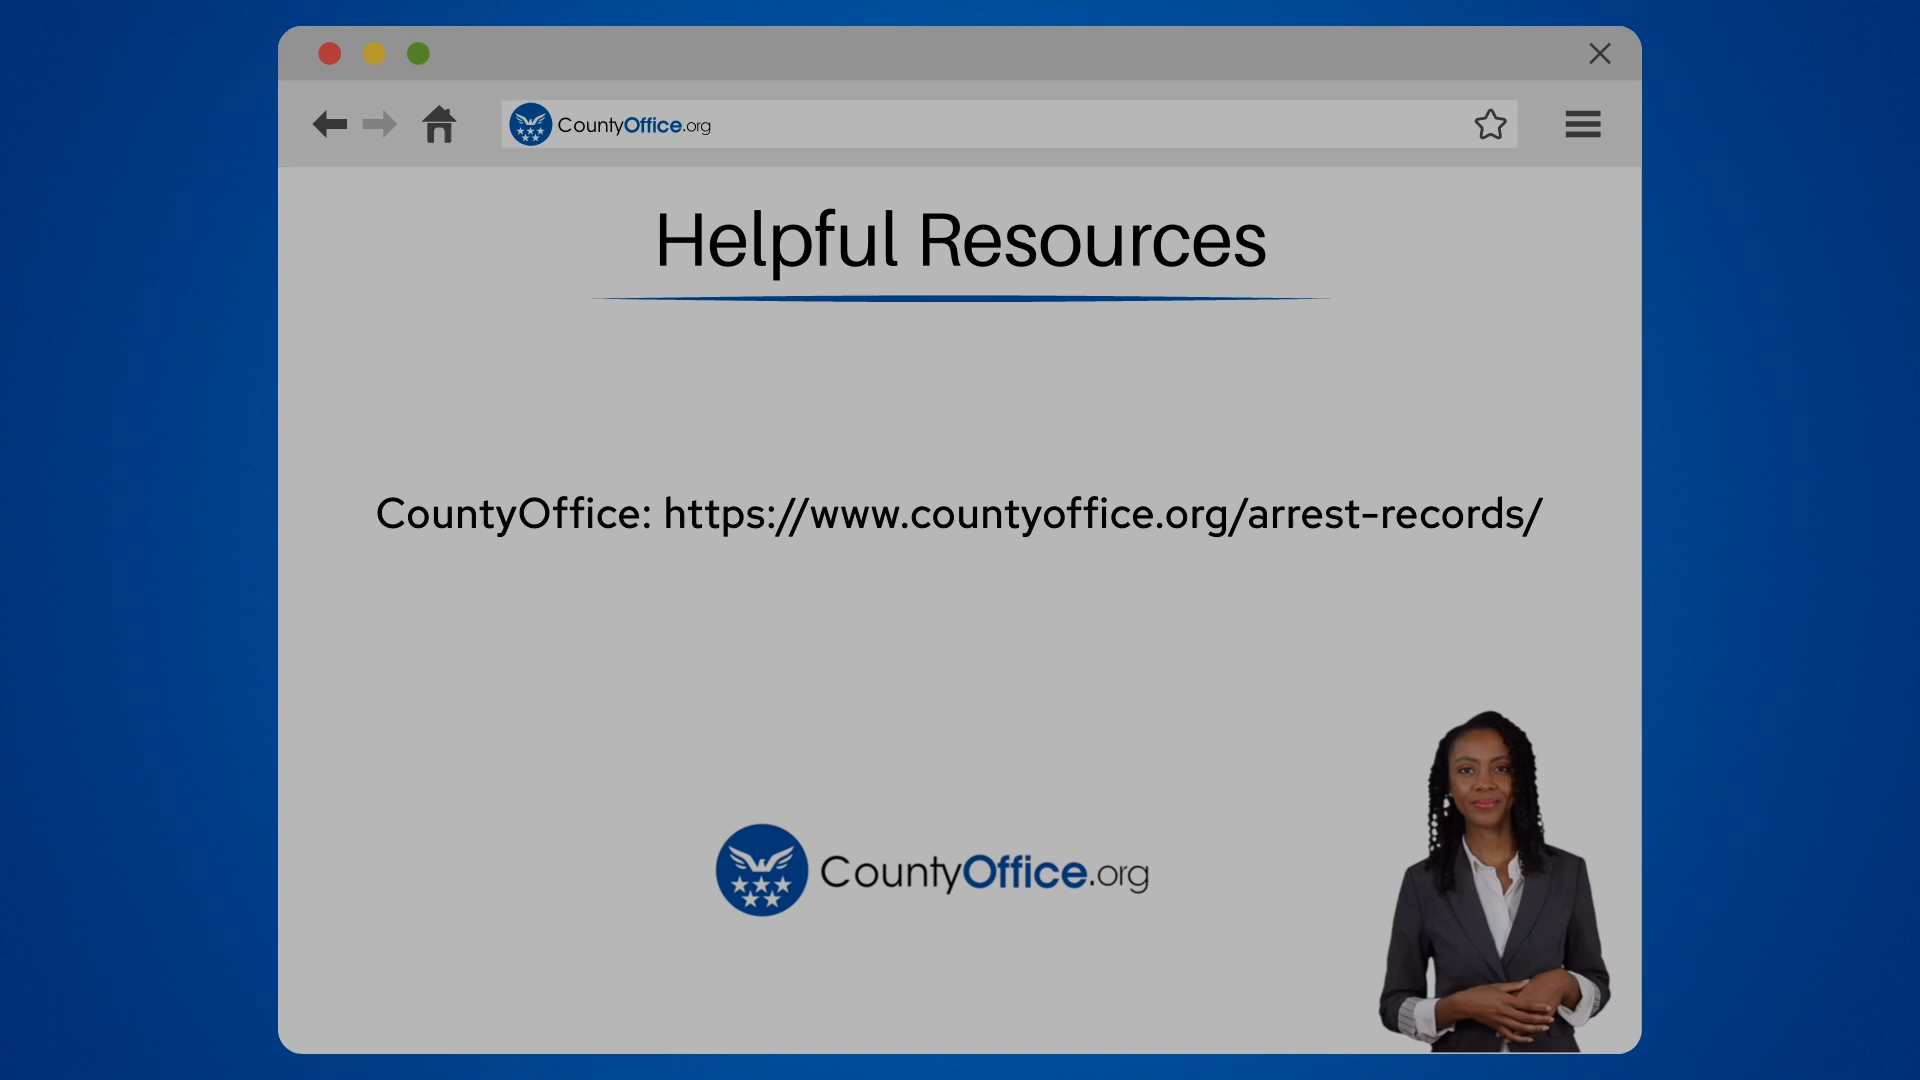 CountyOffice.org
Helpful Resources
CountyOffice: https://www.countyoffice.org/arrest-records/
CountyOffice.org